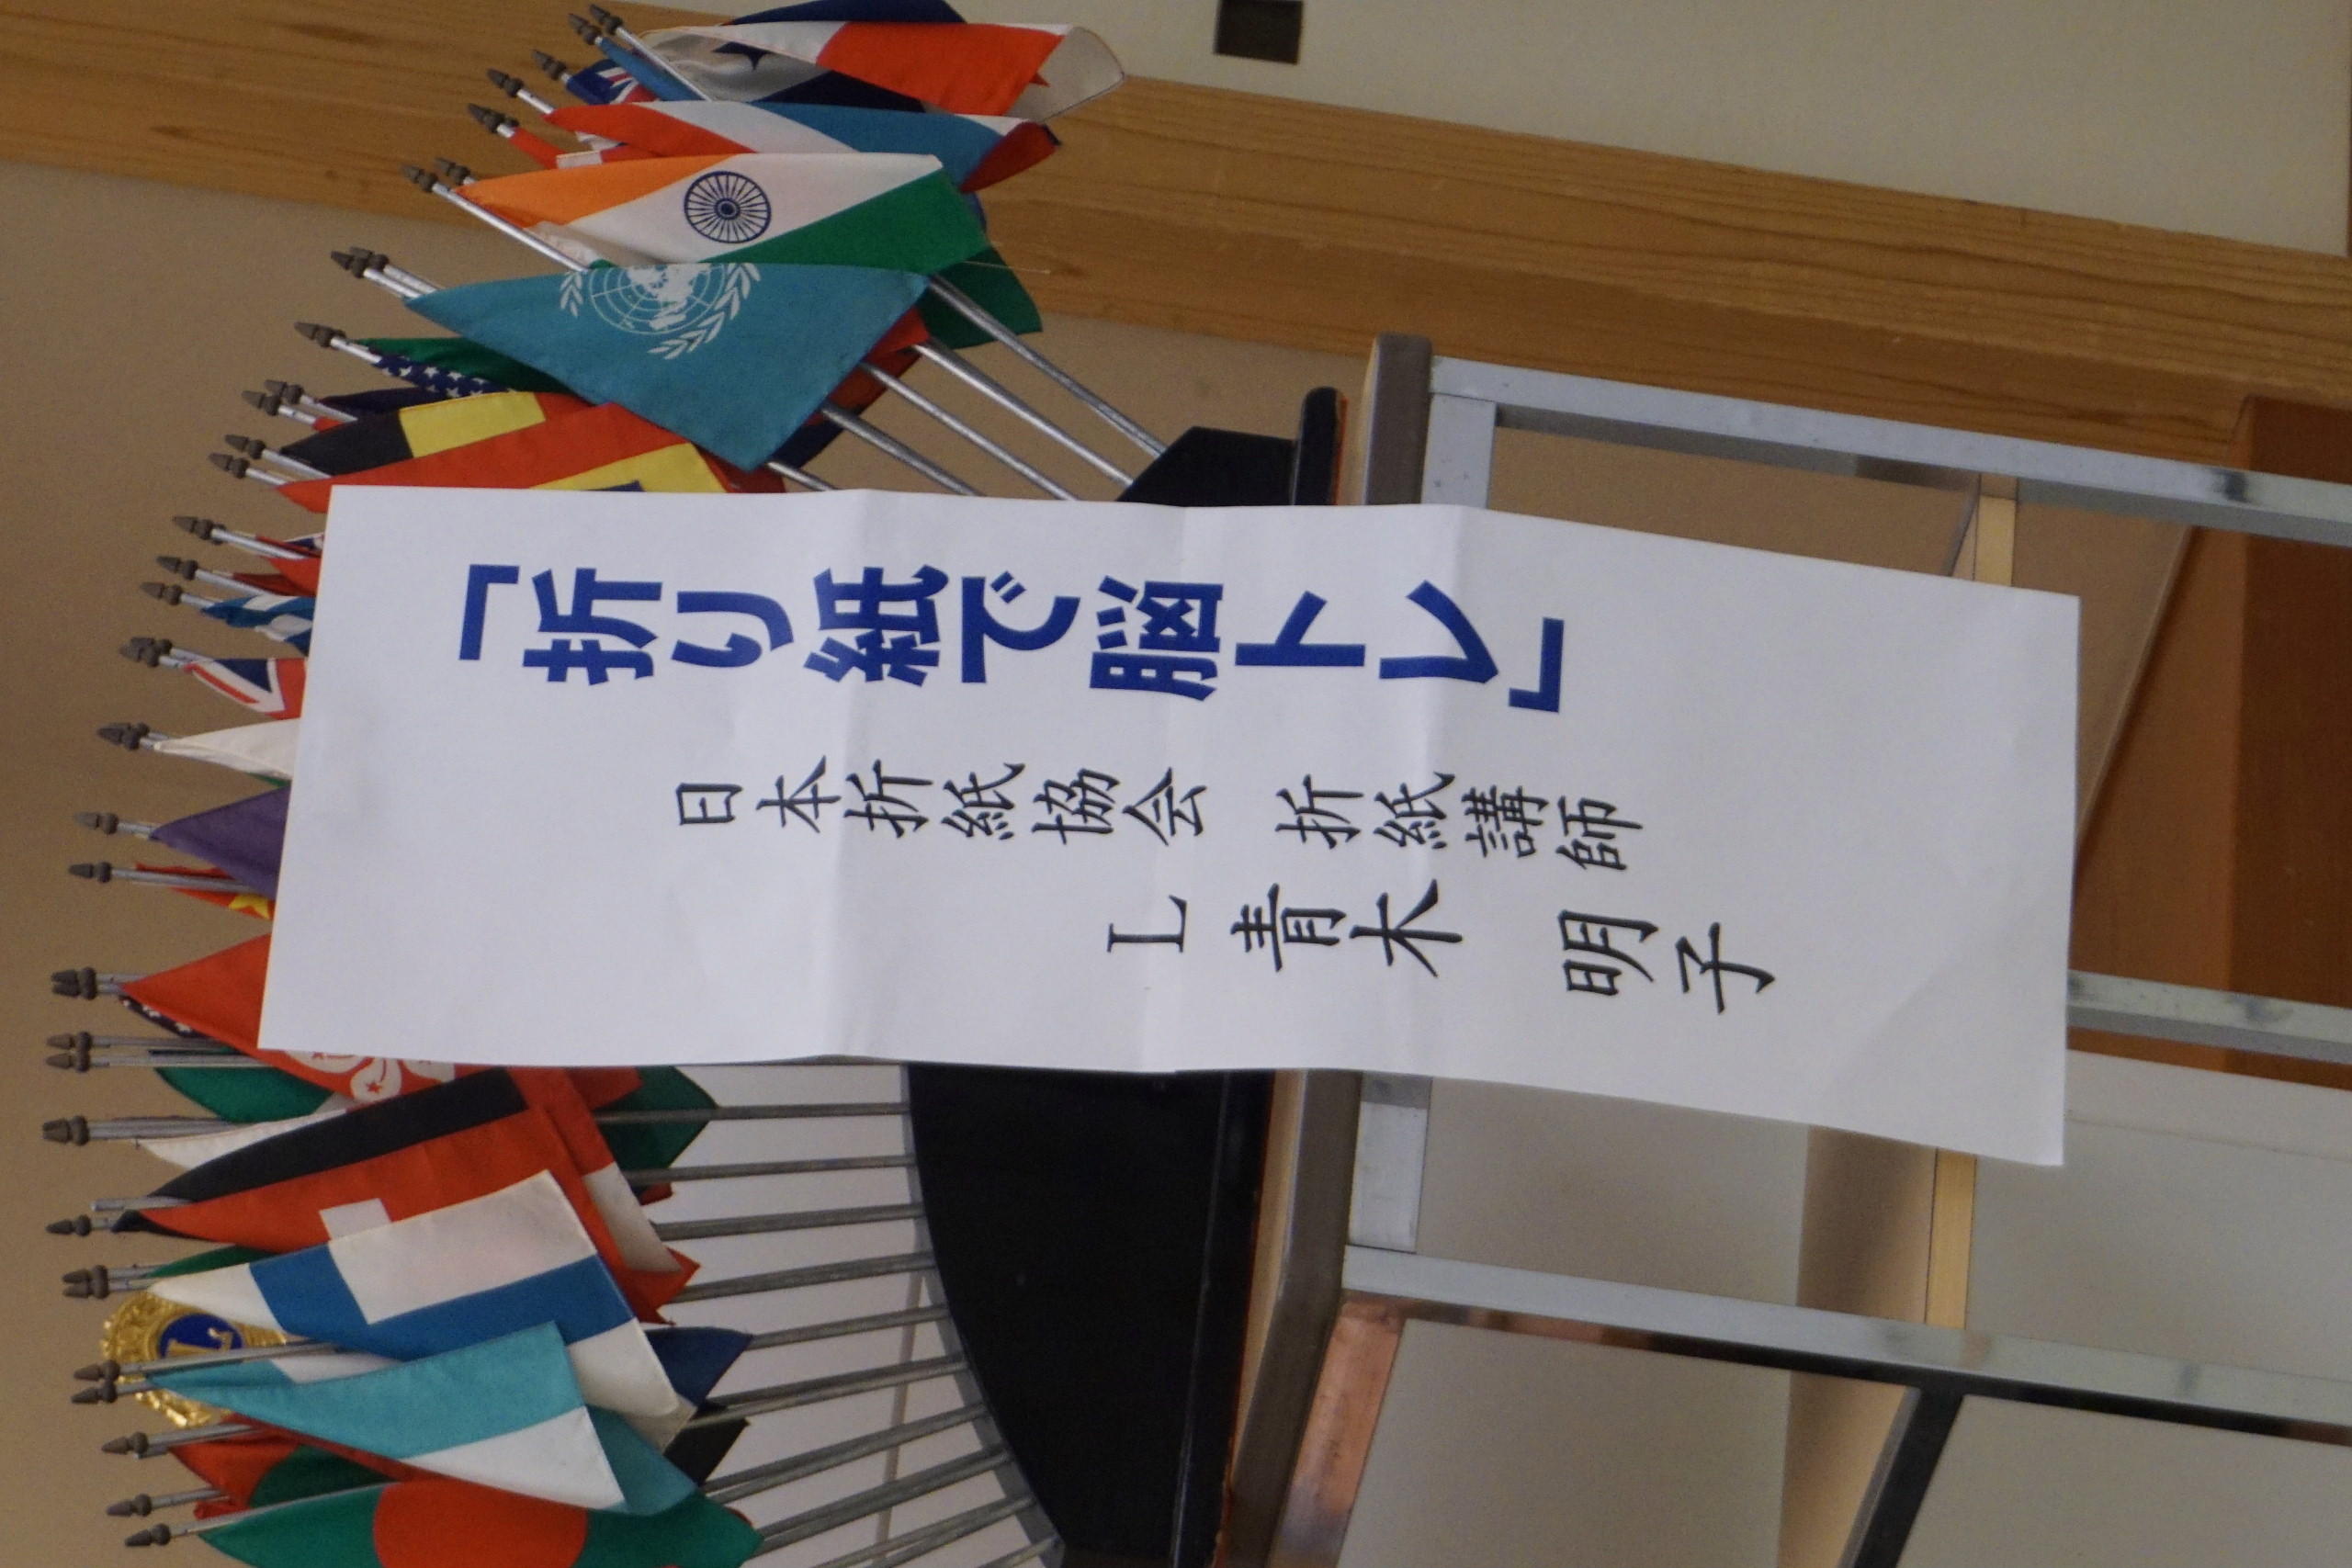 「折り紙で脳トレ」
日本折紙協会 折紙講師
L 青木 明子